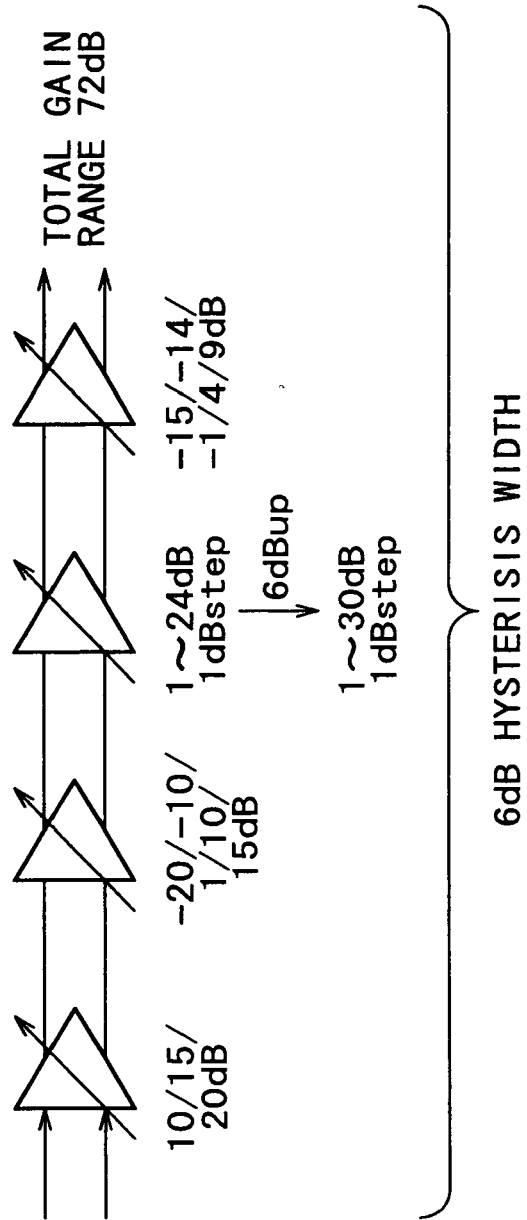 10/15/
20dB
-20/-10/
1/10/
15dB
1~24dB
1dBstep
6dBup
1~30dB
1dBstep
-15/-14/
-1/4/9dB
TOTAL GAIN
RANGE 72dB
6dB HYSTERISIS WIDTH